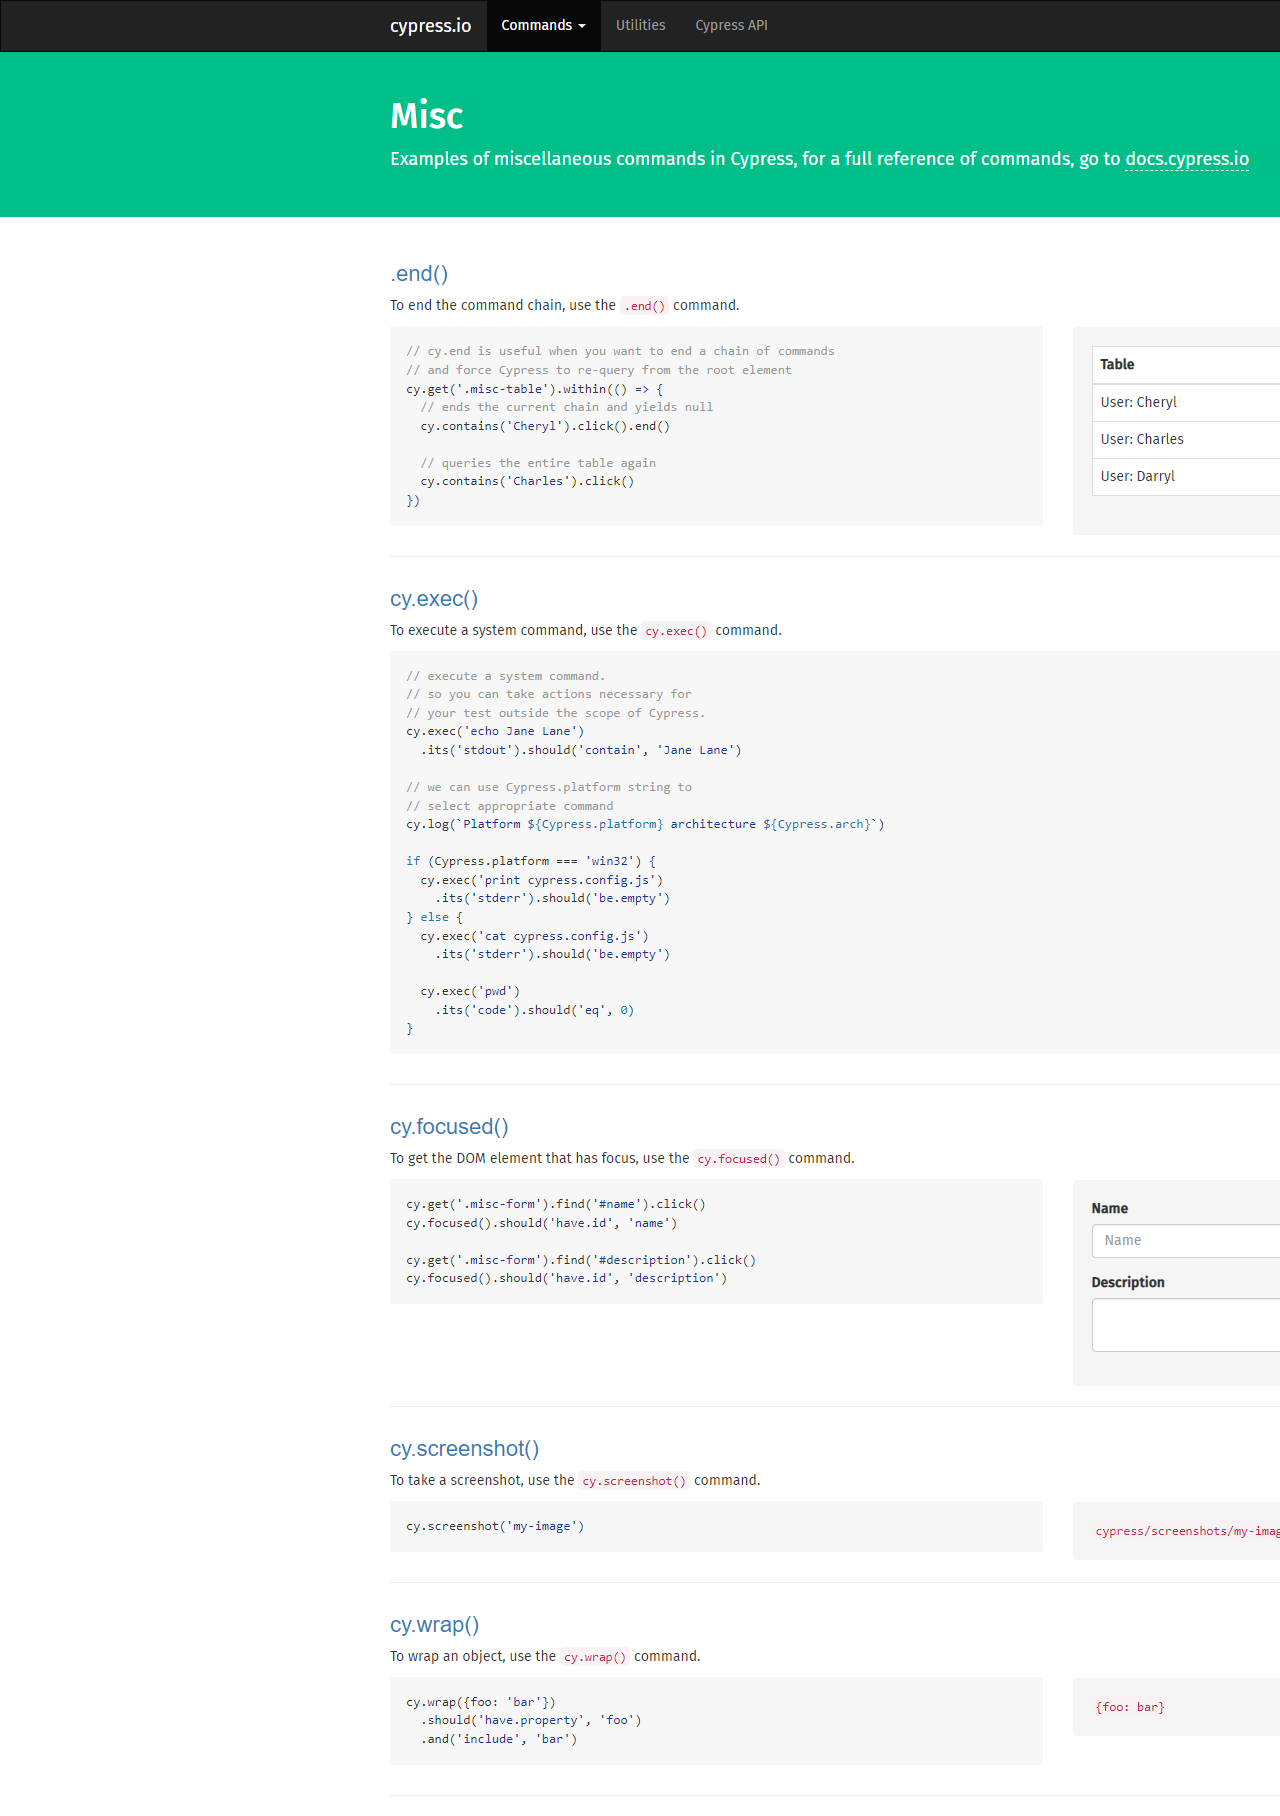 cypress.io Commands Utilities Cypress API
Misc
Examples of miscellaneous commands in Cypress, for a full reference of commands, go to docs.cypress.io
.end()
To end the command chain, use the .end() command.
// cy.end is useful when you want to end a chain of commands
// and force Cypress to re-query from the root element
cy.get('.misc-table').within(() => {
  // ends the current chain and yields null
  cy.contains('Cheryl').click().end()
  // queries the entire table again
  cy.contains('Charles').click()
})
Table
User: Cheryl
User: Charles
User: Darryl
cy.exec()
To execute a system command, use the cy.exec() command.
// execute a system command.
// so you can take actions necessary for
// your test outside the scope of Cypress.
cy.exec('echo Jane Lane')
  .its('stdout').should('contain', 'Jane Lane')
// we can use Cypress.platform string to
// select appropriate command
cy.log(`Platform ${Cypress.platform} architecture ${Cypress.arch}`)
if (Cypress.platform === 'win32') {
  cy.exec('print cypress.config.js')
    .its('stderr').should('be.empty')
} else {
  cy.exec('cat cypress.config.js')
    .its('stderr').should('be.empty')
  cy.exec('pwd')
    .its('code').should('eq', 0)
}
cy.focused()
To get the DOM element that has focus, use the cy.focused() command.
cy.get('.misc-form').find('#name').click()
cy.focused().should('have.id', 'name')
cy.get('.misc-form').find('#description').click()
cy.focused().should('have.id', 'description')
Name
Name
Description
cy.screenshot()
To take a screenshot, use the cy.screenshot() command.
cy.screenshot('my-image')
cypress/screenshots/my-imag
cy.wrap()
To wrap an object, use the cy.wrap() command.
cy.wrap({foo: 'bar'})
  .should('have.property', 'foo')
  .and('include', 'bar')
{foo: bar}